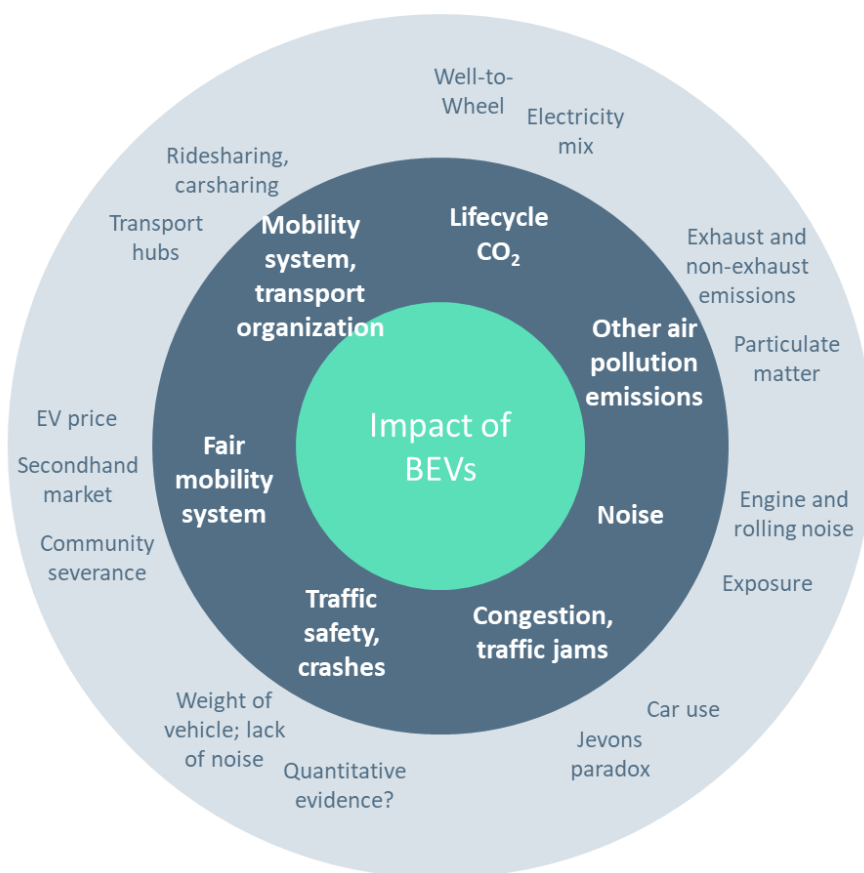 Well-to-
Wheel
Electricity
mix
Ridesharing,
carsharing
Transport
hubs
Mobility
system,
transport
organization
Lifecycle
CO₂
Exhaust and
non-exhaust
emissions
Other air
pollution
emissions
Particulate
matter
EV price
Secondhand
market
Community
severance
Fair
mobility
system
Impact of
BEVs
Noise
Engine and
rolling noise
Exposure
Traffic
safety,
crashes
Congestion,
traffic jams
Weight of
vehicle; lack
of noise
Quantitative
evidence?
Car use
Jevons
paradox